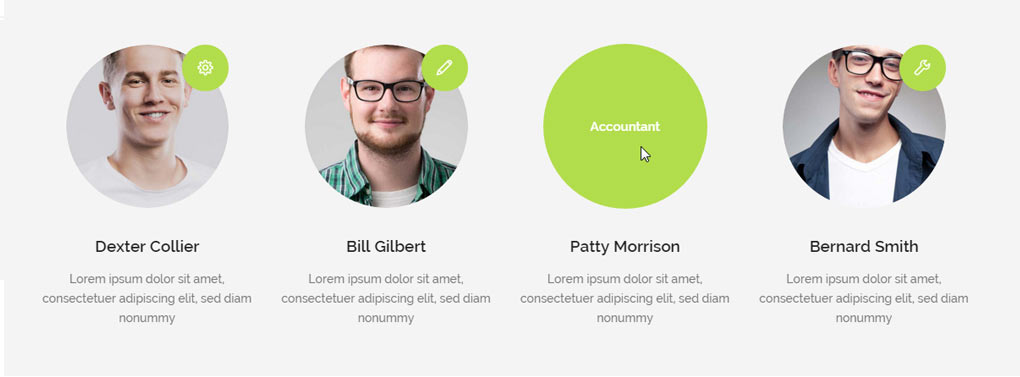 Accountant
Dexter Collier
Lorem ipsum dolor sit amet,
consectetuer adipiscing elit, sed diam
nonummy
Bill Gilbert
Lorem ipsum dolor sit amet,
consectetuer adipiscing elit, sed diam
nonummy
Patty Morrison
Lorem ipsum dolor sit amet,
consectetuer adipiscing elit, sed diam
nonummy
Bernard Smith
Lorem ipsum dolor sit amet,
consectetuer adipiscing elit, sed diam
nonummy